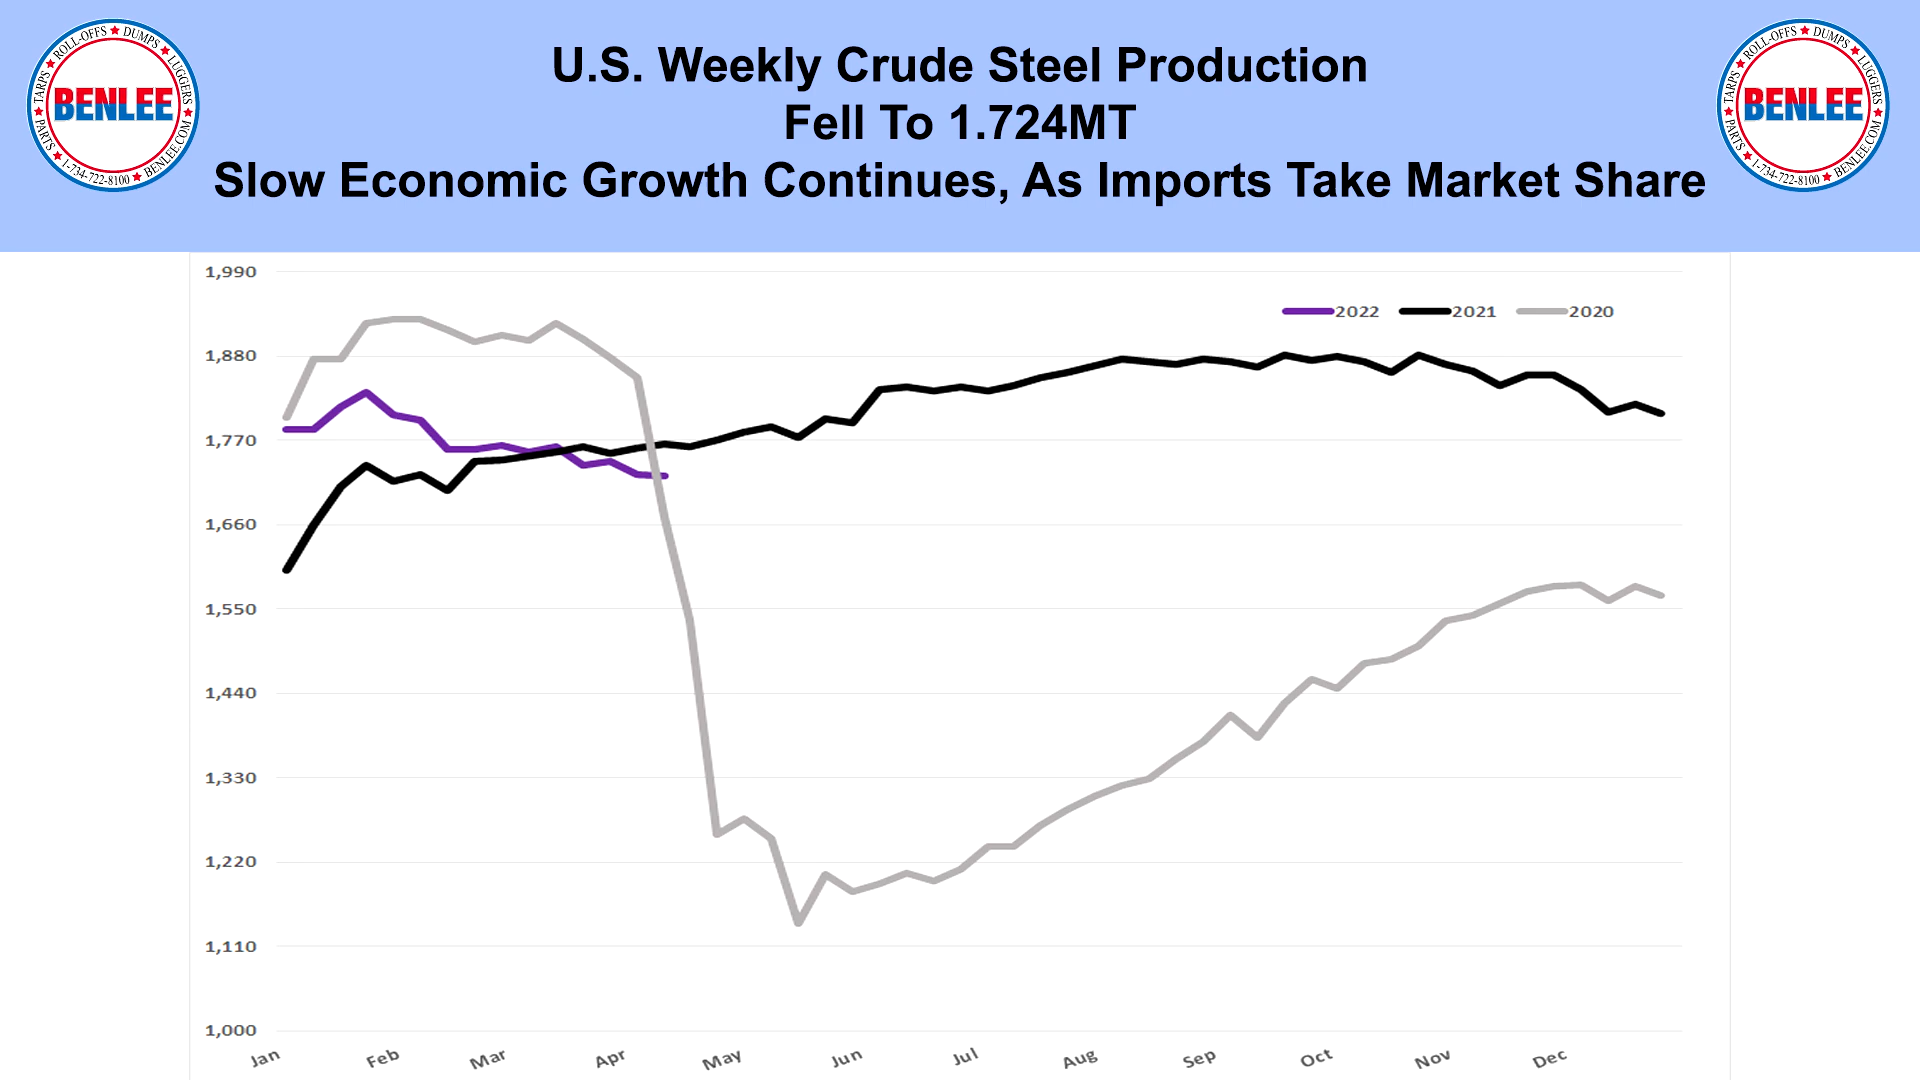 U.S. Weekly Crude Steel Production
Fell To 1.724MT
Slow Economic Growth Continues, As Imports Take Market Share
TARPS ★ ROLL-OFFS ★ DUMPS ★ LUGGERS ★
BENLEE
PARTS ★ 1-734-722-8100 ★ BENLEE.COM
TARPS ★ ROLL-OFFS ★ DUMPS ★ LUGGERS ★
BENLEE
PARTS ★ 1-734-722-8100 ★ BENLEE.COM
2022 2021 2020
1,990
1,880
1,770
1,660
1,550
1,440
1,330
1,220
1,110
1,000
Jan Feb Mar Apr May Jun Jul Aug Sep Oct Nov Dec